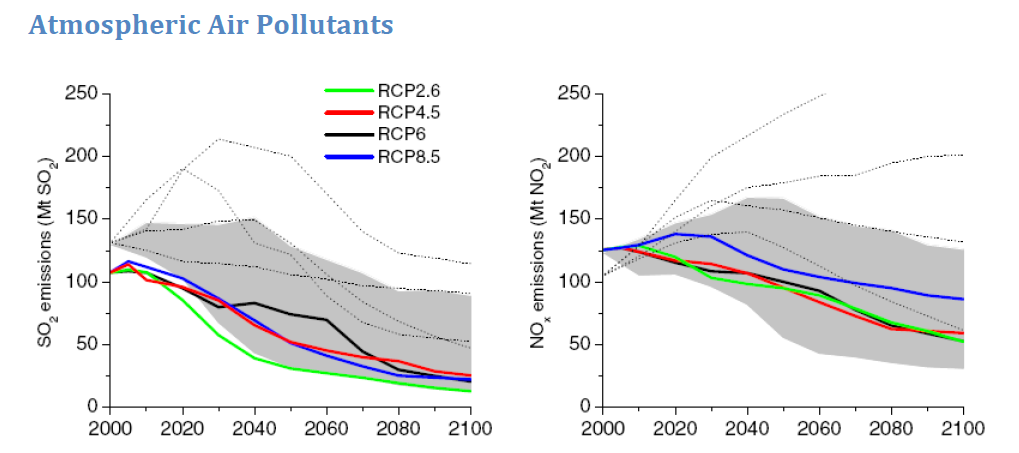 Atmospheric Air Pollutants
250
200
150
100
50
0
SO2 emissions (Mt SO2)
2000 2020 2040 2060 2080 2100
RCP2.6
RCP4.5
RCP6
RCP8.5
250
200
150
100
50
0
NOx emissions (Mt NO2)
2000 2020 2040 2060 2080 2100